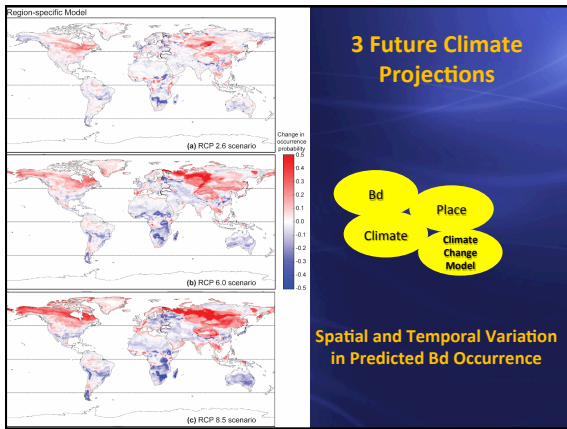 Region-specific Model
(a) RCP 2.6 scenario
Change in
occurrence
probability
0.5
0.4
0.3
0.2
0.1
0.0
-0.1
-0.2
-0.3
-0.4
-0.5
(b) RCP 6.0 scenario
(c) RCP 8.5 scenario
3 Future Climate
Projections
Bd
Place
Climate
Climate
Change
Model
Spatial and Temporal Variation
in Predicted Bd Occurrence